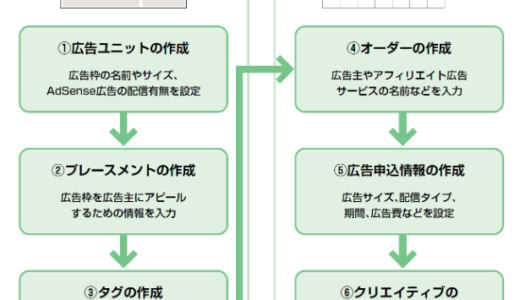 ①広告ユニットの作成
広告枠の名前やサイズ、
AdSense広告の配信有無を設定
②プレースメントの作成
広告枠を広告主にアピール
するための情報を入力
③タグの作成
④オーダーの作成
広告主やアフィリエイト広告
サービスの名前などを入力
⑤広告申込情報の作成
広告サイズ、配信タイプ、
期間、広告費などを設定
⑥クリエイティブの